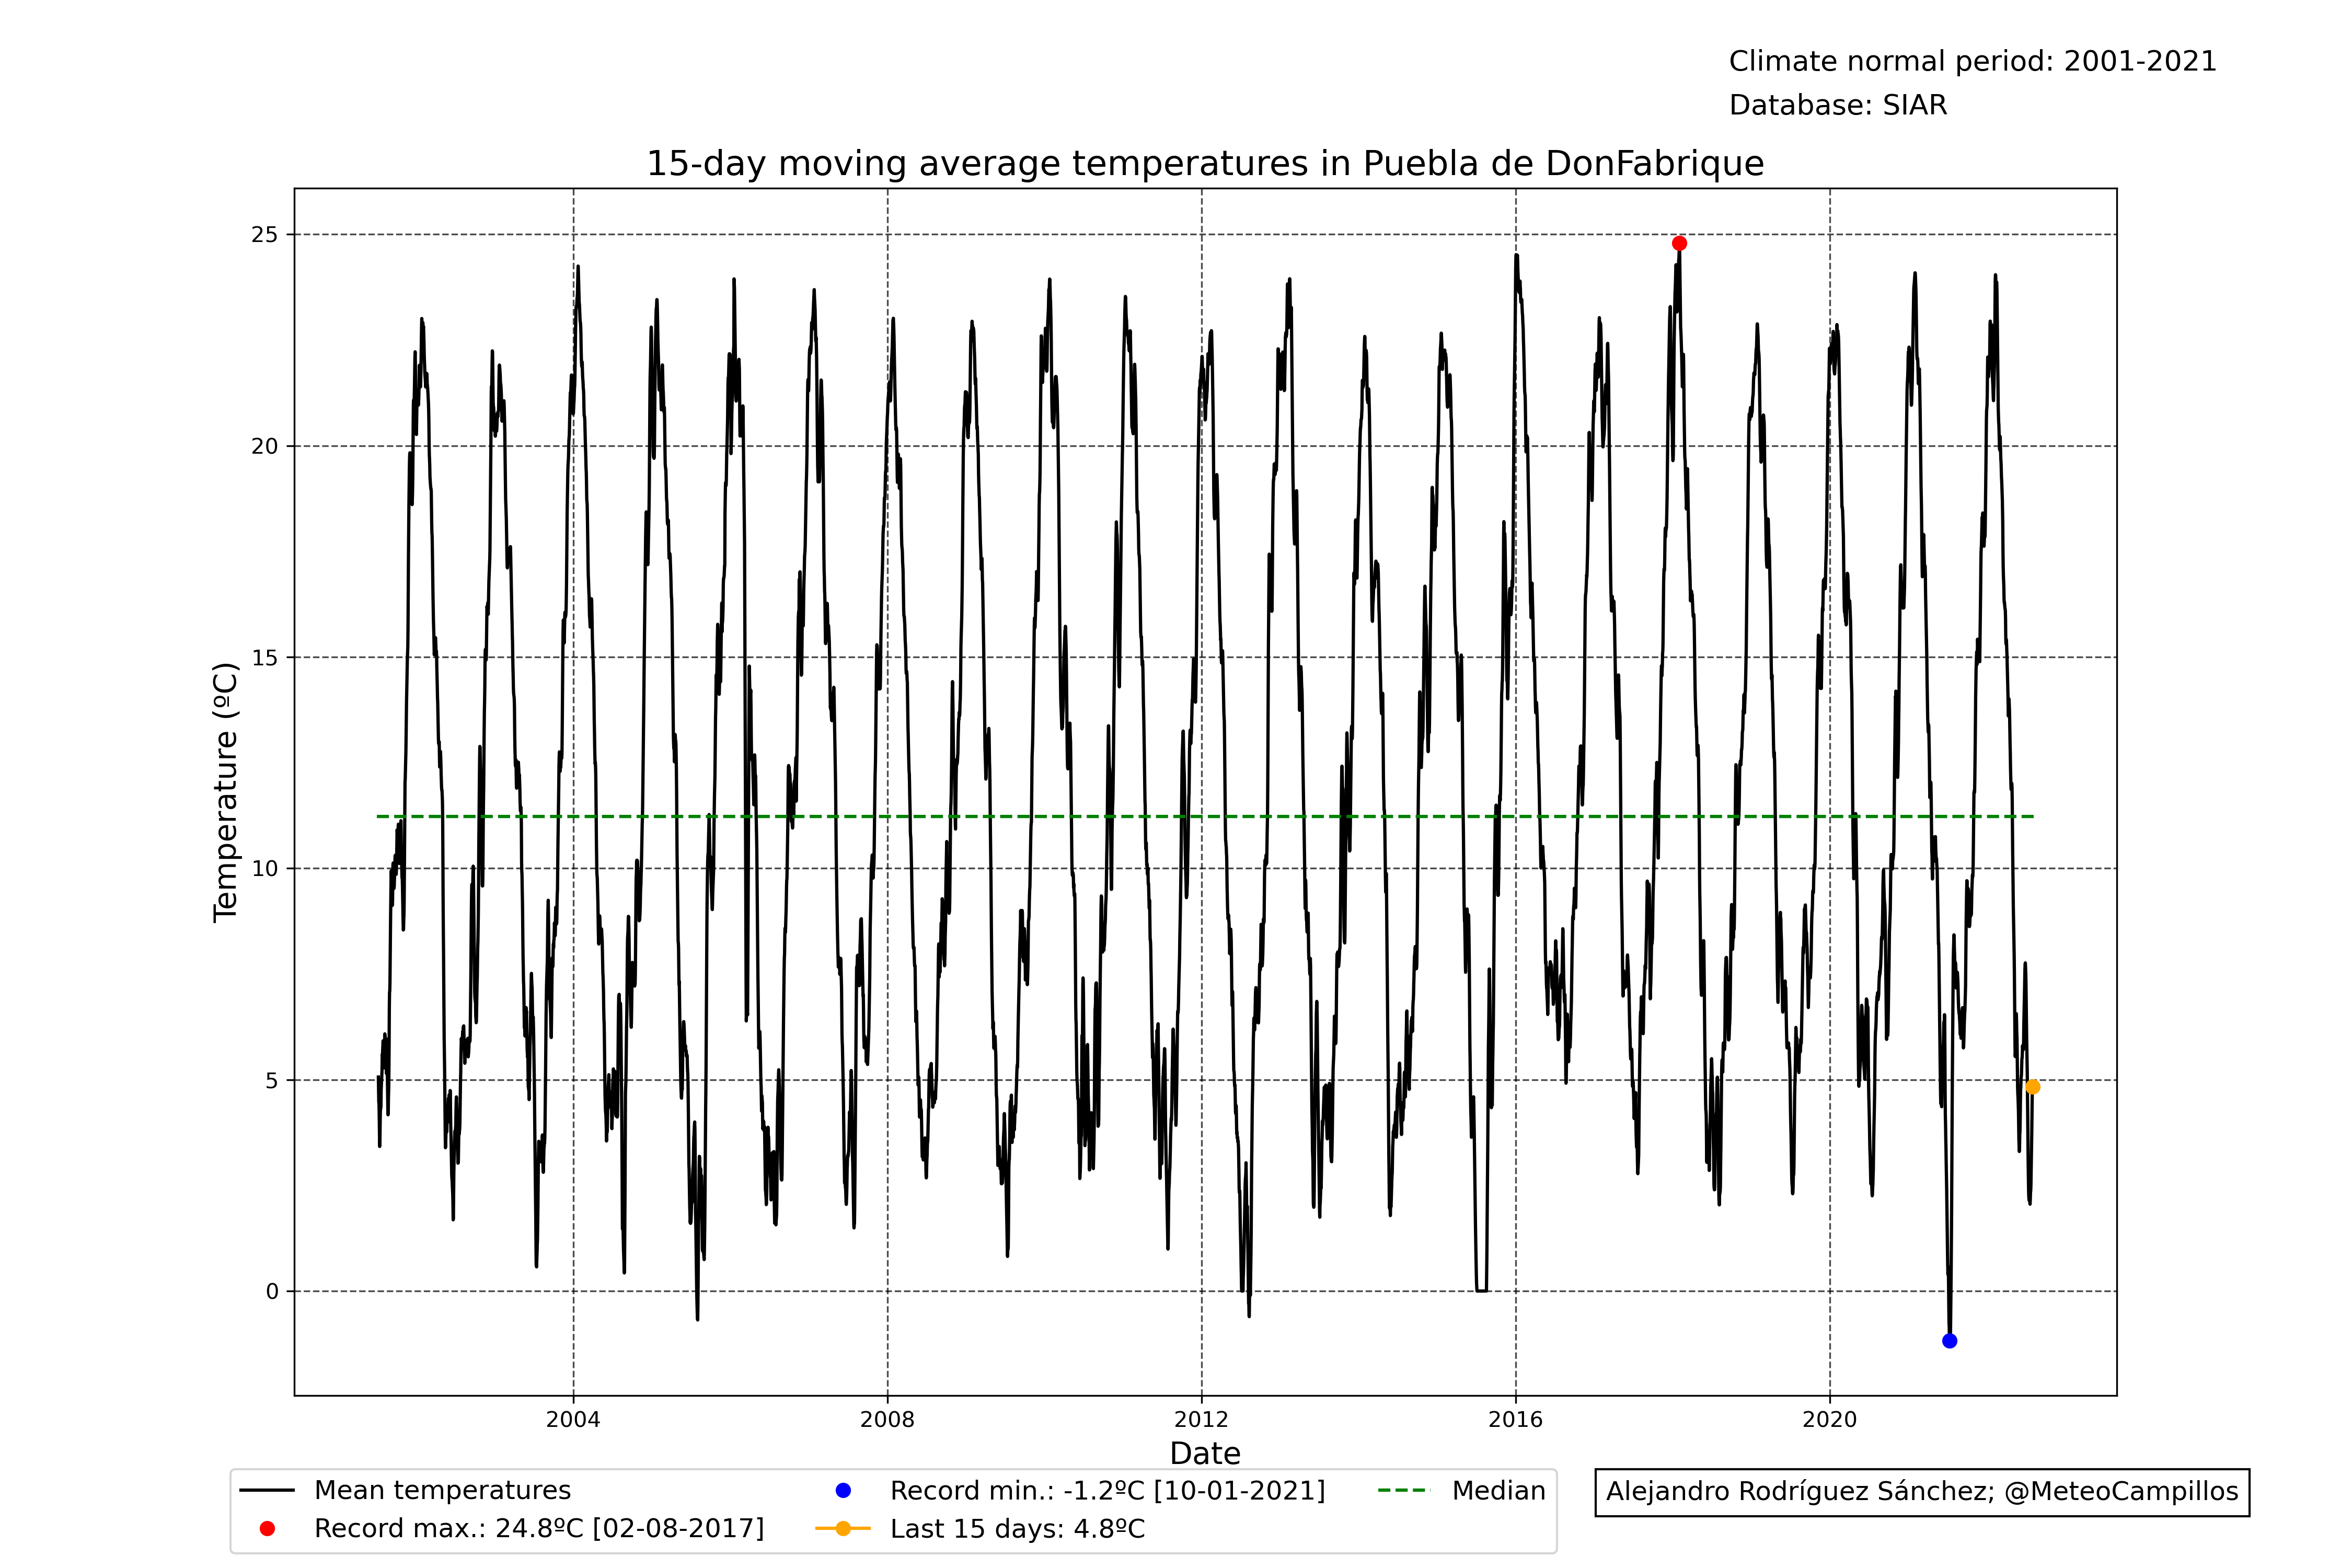 Climate normal period: 2001-2021
Database: SIAR
15-day moving average temperatures in Puebla de DonFabrique
25
20
15
10
5
0
Temperature (ºC)
2004 2008 2012 2016 2020
Date
Mean temperatures
Record max.: 24.8ºC [02-08-2017]
Record min.: -1.2ºC [10-01-2021]
Last 15 days: 4.8ºC
Median
Alejandro Rodríguez Sánchez; @MeteoCampillos